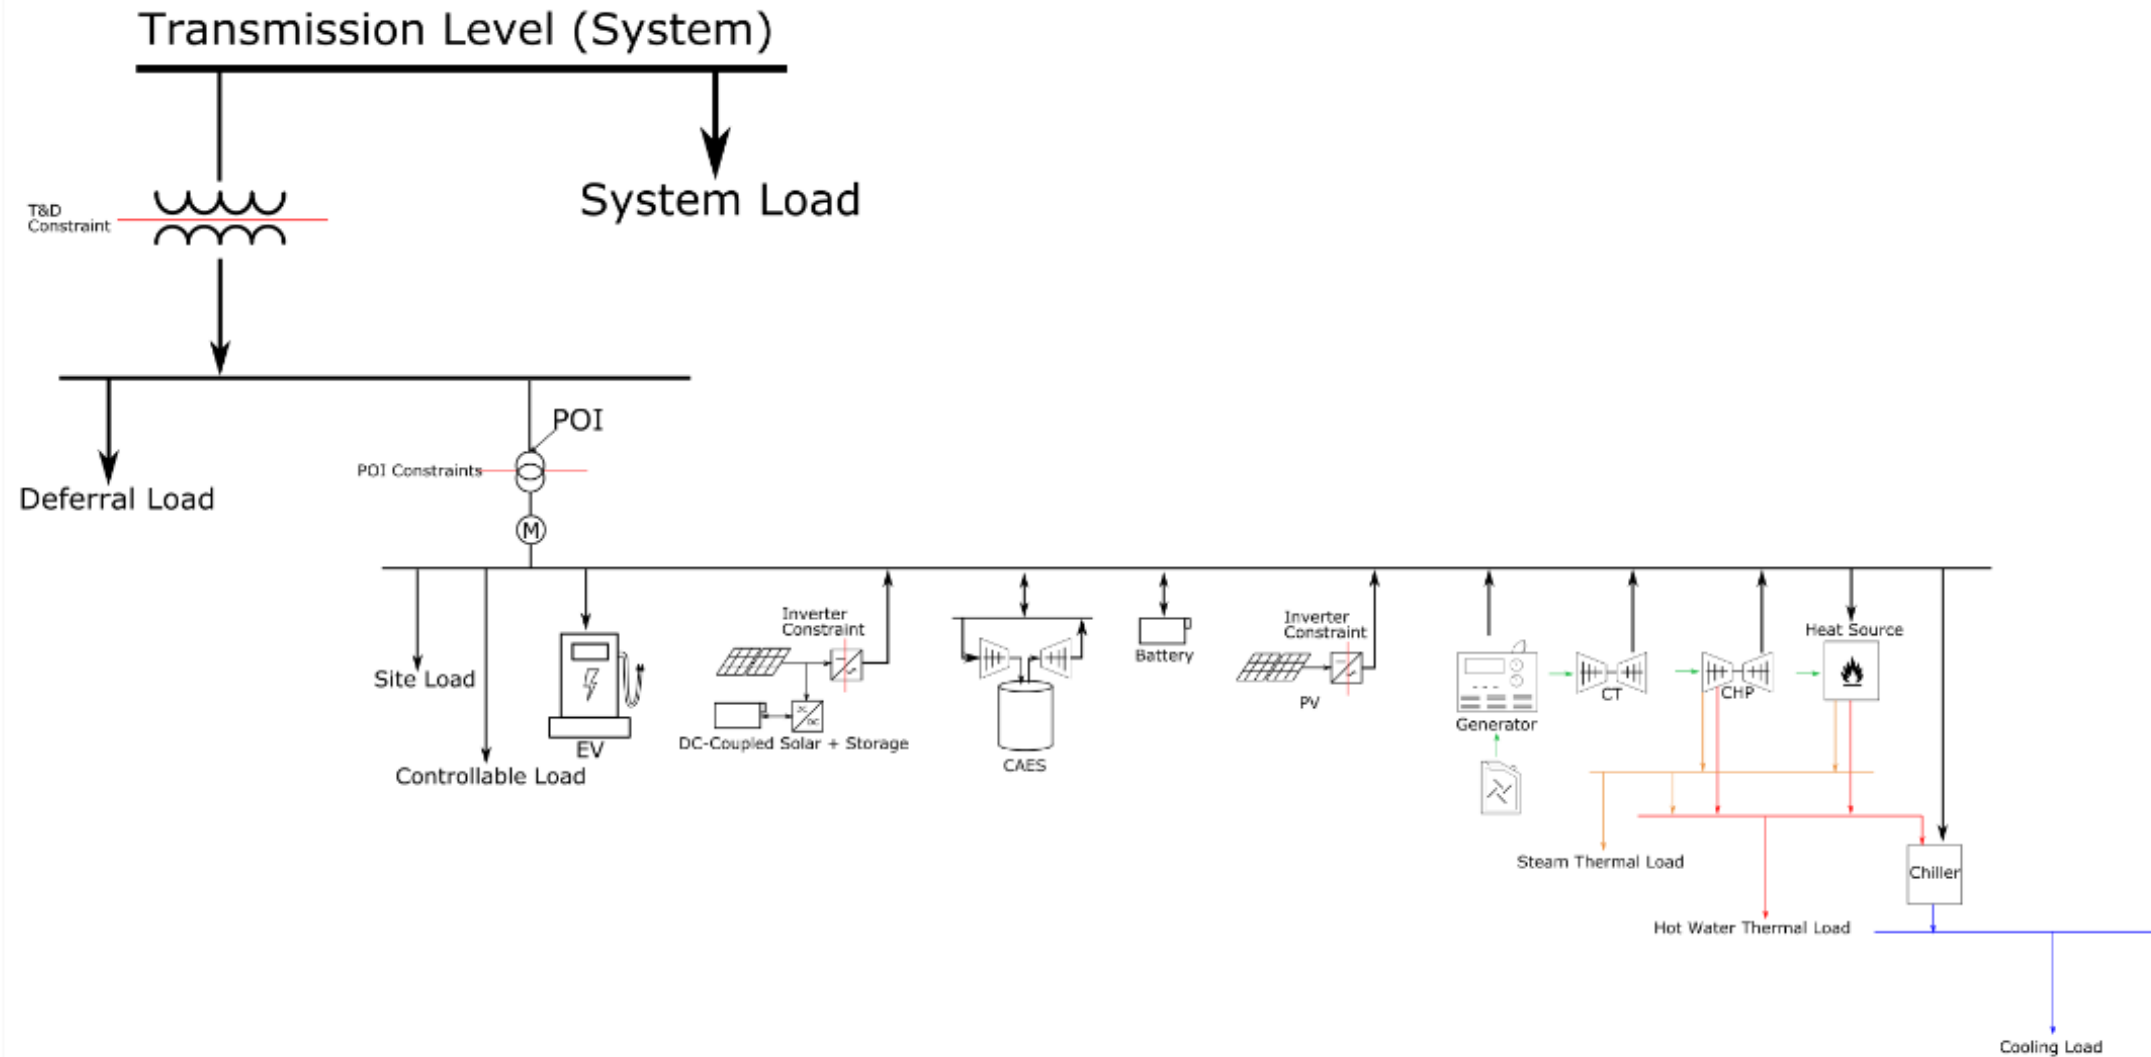 Transmission Level (System)
System Load
T&D
Constraint
POI
POI Constraints
Deferral Load
M
Site Load
Controllable Load
EV
Inverter
Constraint
DC
DC-Coupled Solar + Storage
CAES
Battery
Inverter
Constraint
PV
Generator
CT
CHP
Heat Source
Steam Thermal Load
Hot Water Thermal Load
Chiller
Cooling Load